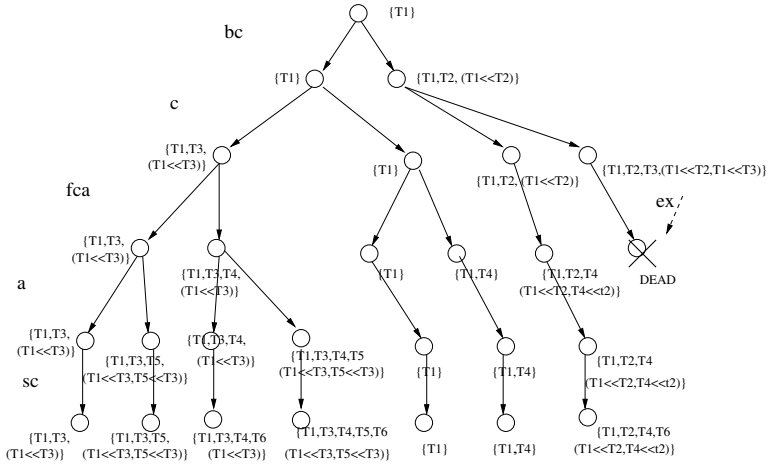 {T1}
bc
{T1}
{T1,T2, (T1<<T2)}
c
{T1,T3,
(T1<<T3)}
{T1}
{T1,T2, (T1<<T2)}
{T1,T2,T3,(T1<<T2,T1<<T3)}
fca
ex
{T1,T3,
(T1<<T3)}
{T1,T3,T4,
(T1<<T3)}
{T1}
{T1,T4}
{T1,T2,T4
(T1<<T2,T4<<t2)}
DEAD
a
{T1,T3,
(T1<<T3)}
{T1,T3,T5,
(T1<<T3,T5<<T3)}
{T1,T3,T4,
(T1<<T3)}
{T1,T3,T4,T5
(T1<<T3,T5<<T3)}
{T1}
{T1,T4}
{T1,T2,T4
(T1<<T2,T4<<t2)}
sc
{T1,T3,
(T1<<T3)}
{T1,T3,T5,
(T1<<T3,T5<<T3)}
{T1,T3,T4,T6
(T1<<T3)}
{T1,T3,T4,T5,T6
(T1<<T3,T5<<T3)}
{T1}
{T1,T4}
{T1,T2,T4,T6
(T1<<T2,T4<<t2)}